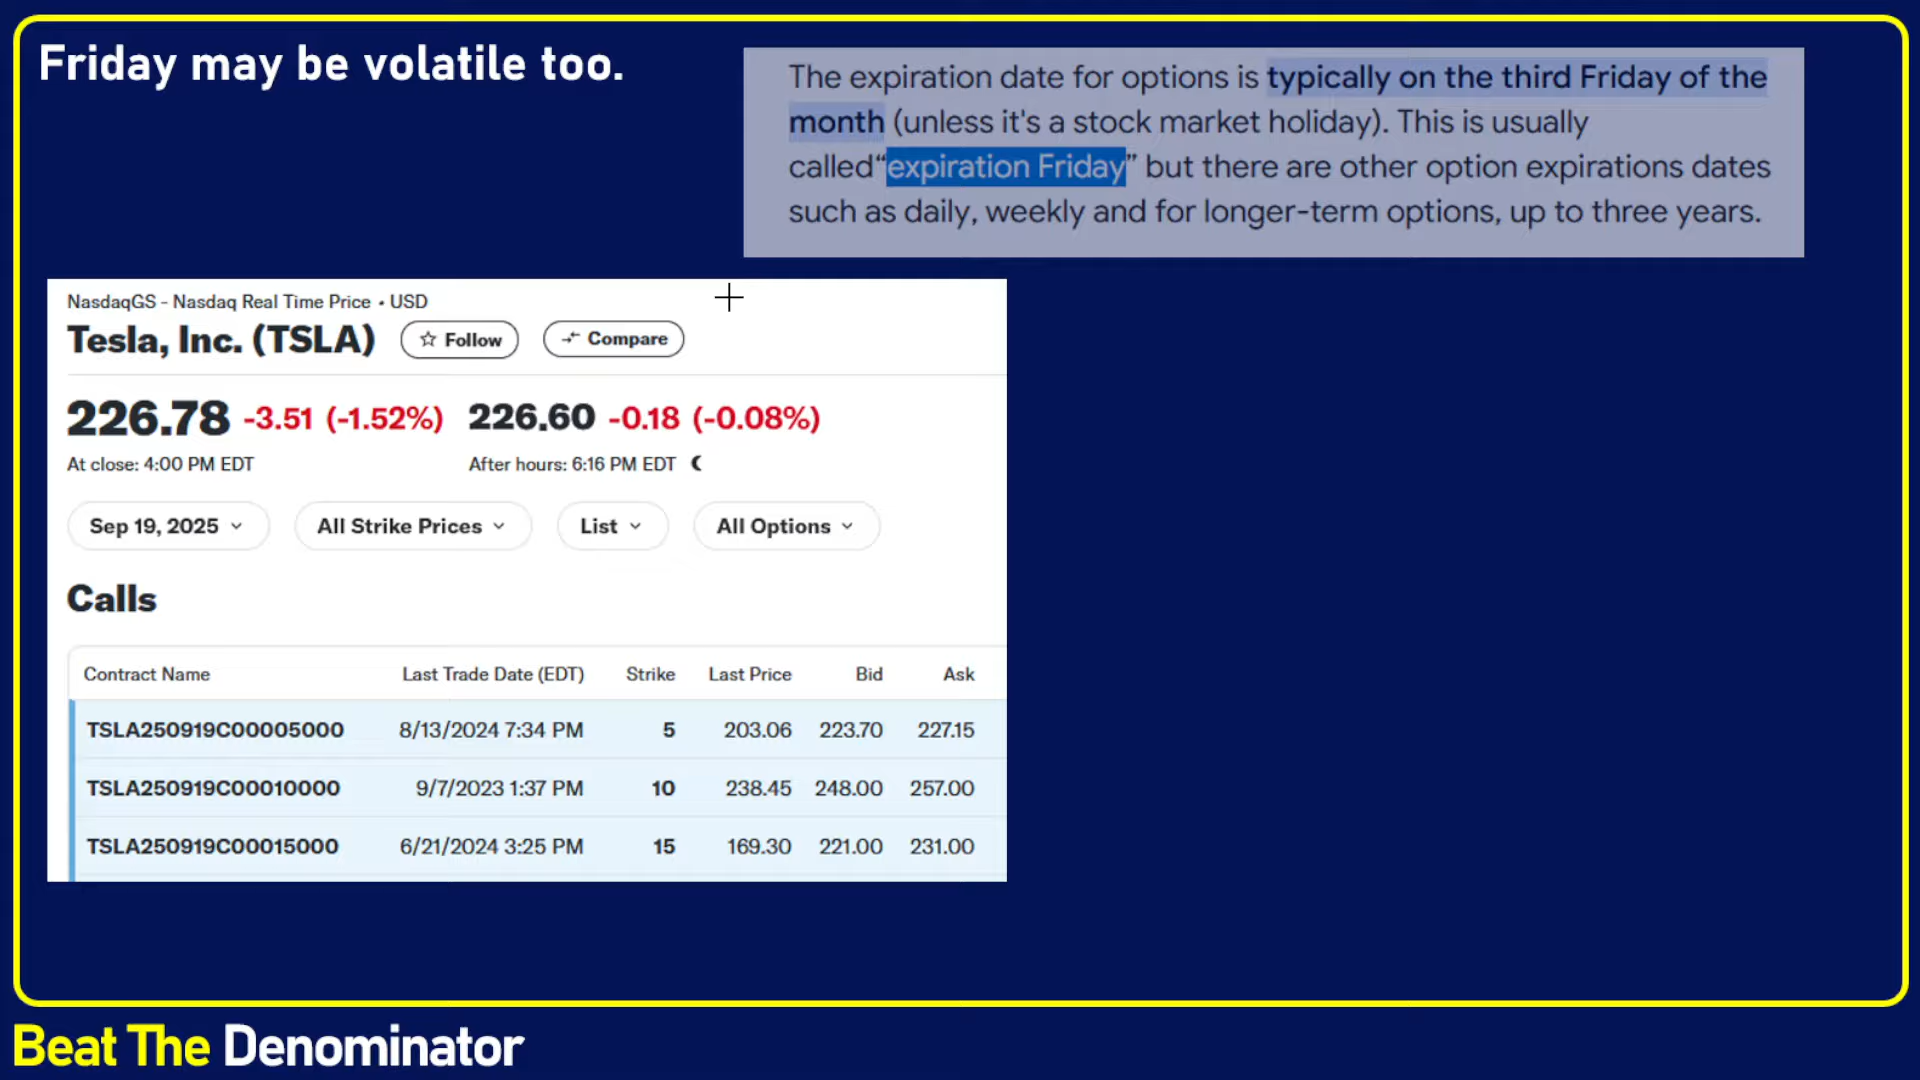 Friday may be volatile too.
The expiration date for options is typically on the third Friday of the
month (unless it's a stock market holiday). This is usually
called“expiration Friday” but there are other option expirations dates
such as daily, weekly and for longer-term options, up to three years.
NasdaqGS - Nasdaq Real Time Price • USD
Tesla, Inc. (TSLA) Follow Compare
226.78 -3.51 (-1.52%) 226.60 -0.18 (-0.08%)
At close: 4:00 PM EDT After hours: 6:16 PM EDT
Sep 19, 2025 All Strike Prices List All Options
Calls
Contract Name Last Trade Date (EDT) Strike Last Price Bid Ask
TSLA250919C00005000 8/13/2024 7:34 PM 5 203.06 223.70 227.15
TSLA250919C00010000 9/7/2023 1:37 PM 10 238.45 248.00 257.00
TSLA250919C00015000 6/21/2024 3:25 PM 15 169.30 221.00 231.00
Beat The Denominator